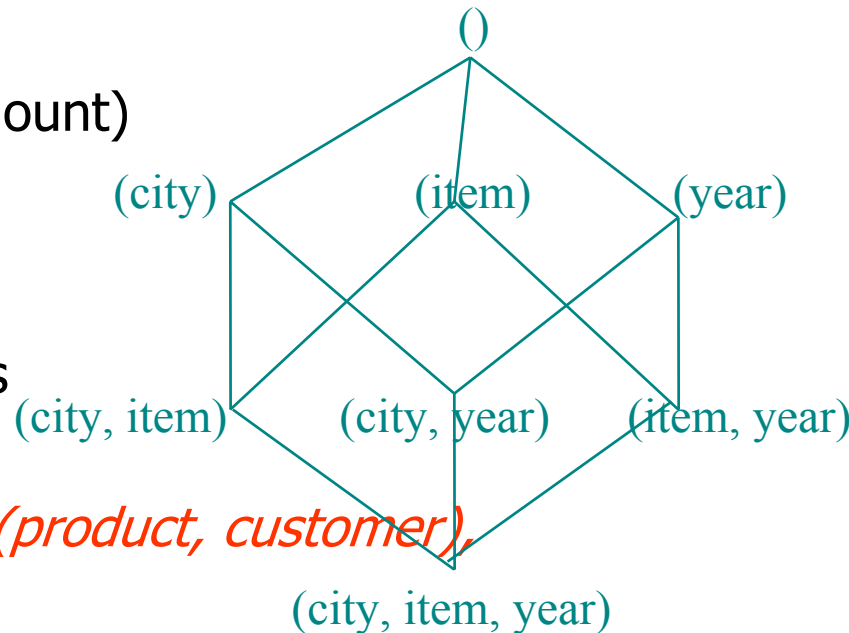 ()
ount)
(city) (item) (year)
s
(city, item) (city, year) (item, year)
(product, customer),
(city, item, year)